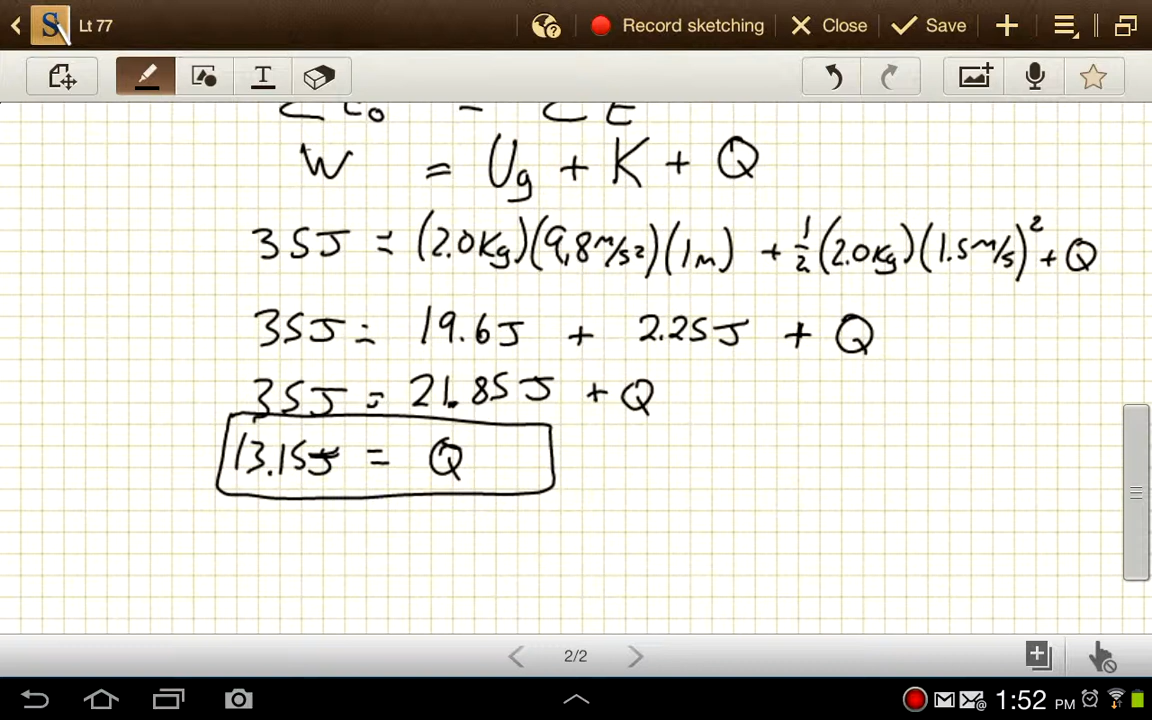 Lt 77
Record sketching
Close
Save
W = Ug + K + Q
35J = (2.0Kg)(9.8m/s2)(1m) + 1/2(2.0Kg)(1.5m/s)² + Q
35J = 19.6J + 2.25J + Q
35J = 21.85J + Q
13.15J = Q
2/2
1:52 PM